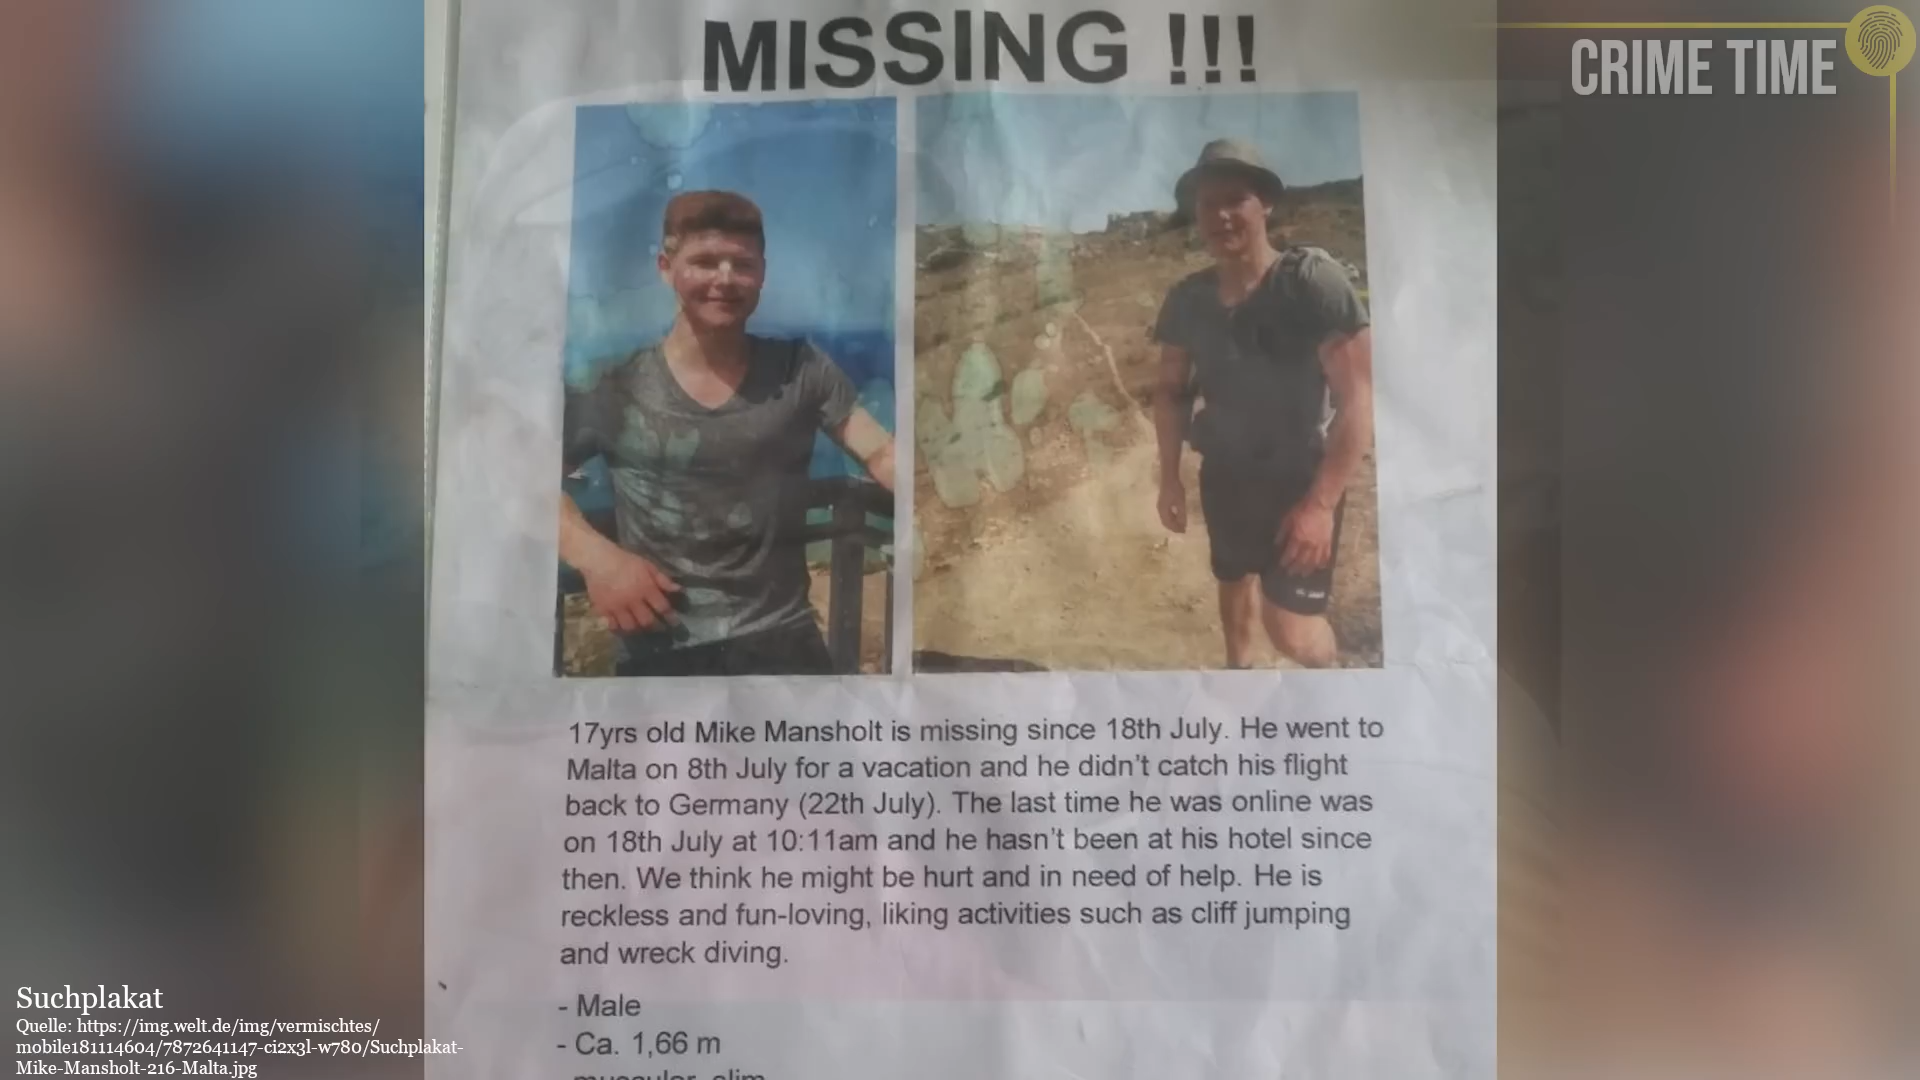 MISSING !!!
CRIME TIME
17yrs old Mike Mansholt is missing since 18th July. He went to
Malta on 8th July for a vacation and he didn't catch his flight
back to Germany (22th July). The last time he was online was
on 18th July at 10:11am and he hasn't been at his hotel since
then. We think he might be hurt and in need of help. He is
reckless and fun-loving, liking activities such as cliff jumping
and wreck diving.
- Male
- Ca. 1,66 m
muscular, slim
Suchplakat
Quelle: https://img.welt.de/img/vermischtes/
mobile181114604/7872641147-ci2x3l-w780/Suchplakat-
Mike-Mansholt-216-Malta.jpg